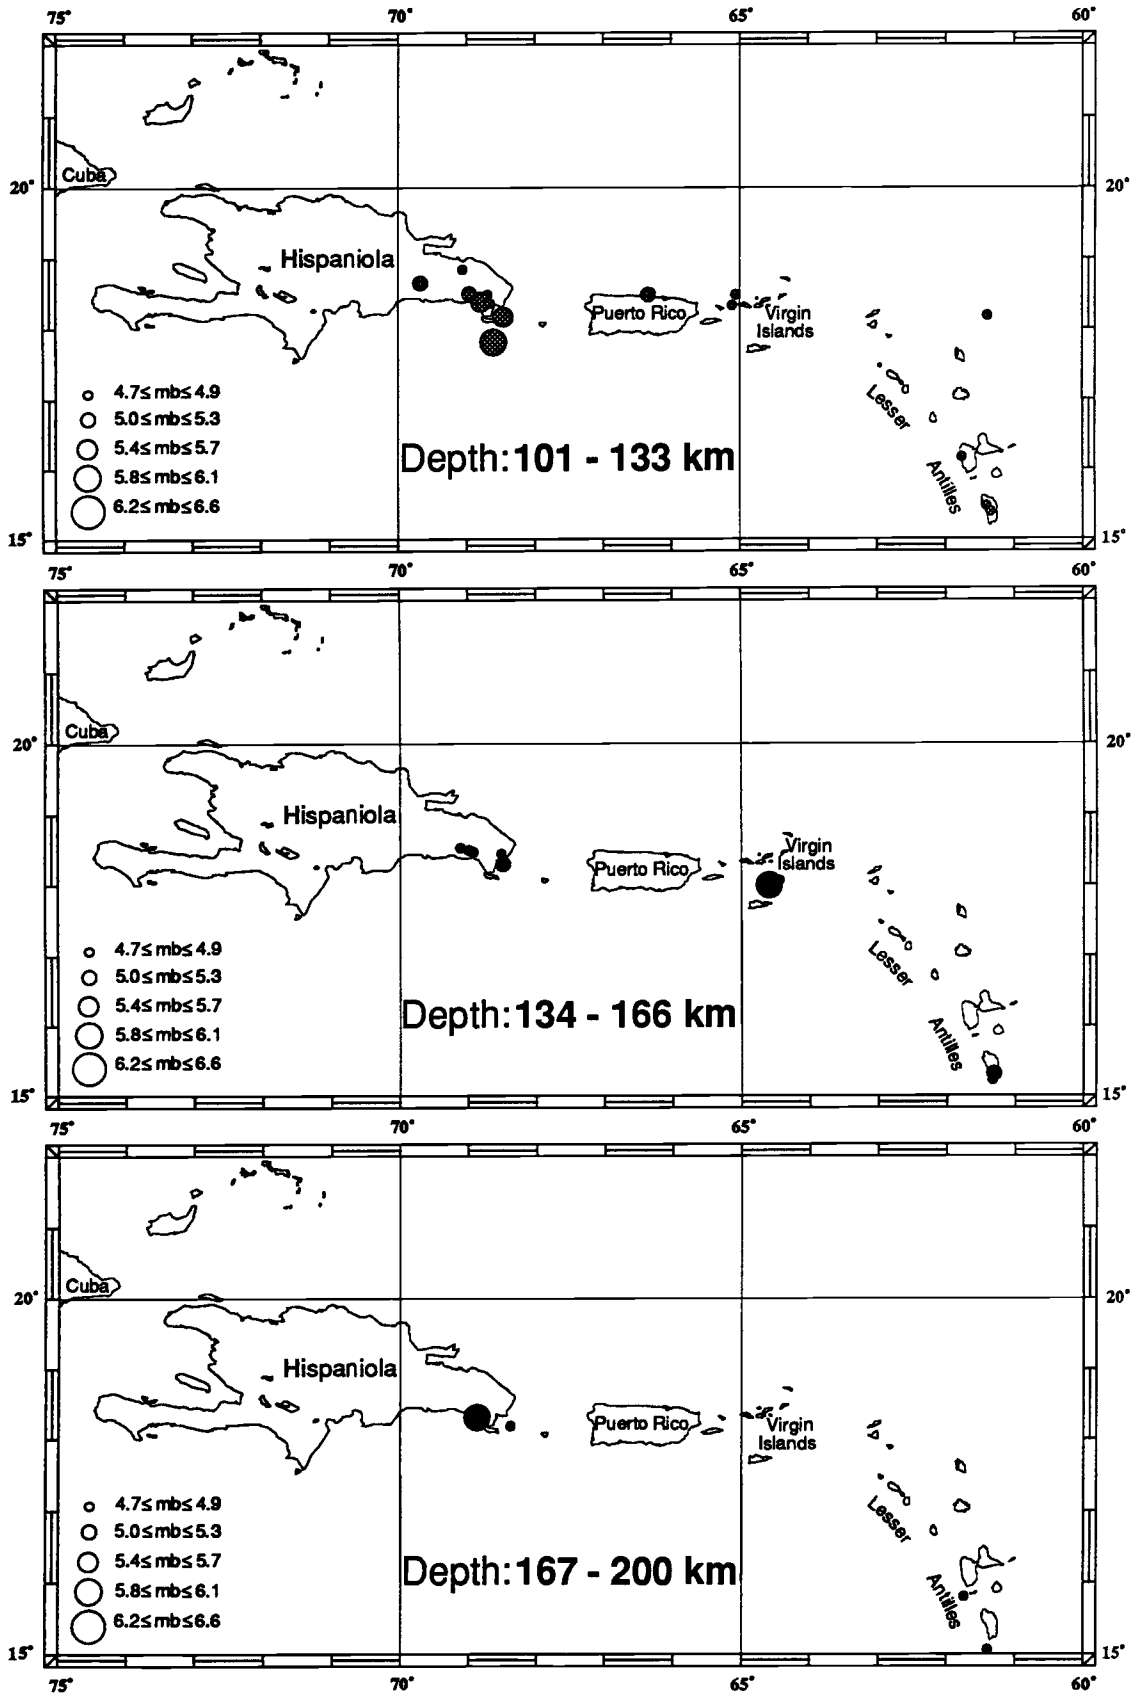 75° 70° 65° 60°
Cuba
20° 20°
Hispaniola
Puerto Rico
Virgin
Islands
4.7≤ mb≤ 4.9
Lesser
5.0≤ mb≤ 5.3
5.4≤ mb≤ 5.7
Depth: 101 - 133 km
5.8≤ mb≤ 6.1
Antilles
6.2≤ mb≤ 6.6
15° 15°
75° 70° 65° 60°
Cuba
20° 20°
Hispaniola
Virgin
Islands
Puerto Rico
4.7≤ mb≤ 4.9
Lesser
5.0≤ mb≤ 5.3
5.4≤ mb≤ 5.7
Depth: 134 - 166 km
5.8≤ mb≤ 6.1
Antilles
6.2≤ mb≤ 6.6
15° 15°
75° 70° 65° 60°
Cuba
20° 20°
Hispaniola
Puerto Rico
Virgin
Islands
4.7≤ mb≤ 4.9
Lesser
5.0≤ mb≤ 5.3
5.4≤ mb≤ 5.7
Depth: 167 - 200 km
5.8≤ mb≤ 6.1
Antilles
6.2≤ mb≤ 6.6
15° 15°
75° 70° 65° 60°